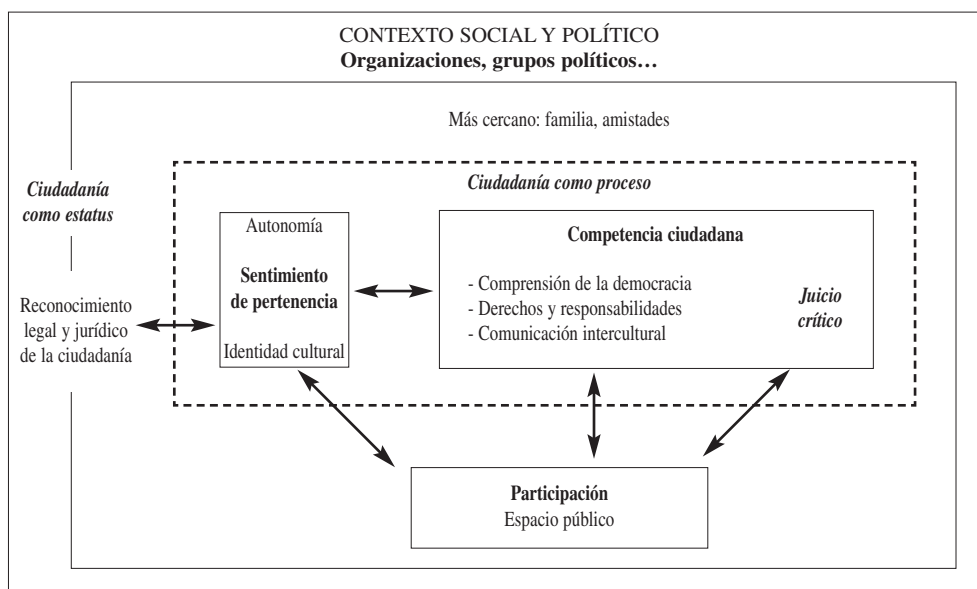 CONTEXTO SOCIAL Y POLÍTICO
Organizaciones, grupos políticos…
Más cercano: familia, amistades
Ciudadanía
como estatus
Reconocimiento
legal y jurídico
de la ciudadanía
Ciudadanía como proceso
Autonomía
Sentimiento
de pertenencia
Identidad cultural
Competencia ciudadana
- Comprensión de la democracia
- Derechos y responsabilidades
- Comunicación intercultural
Juicio
crítico
Participación
Espacio público